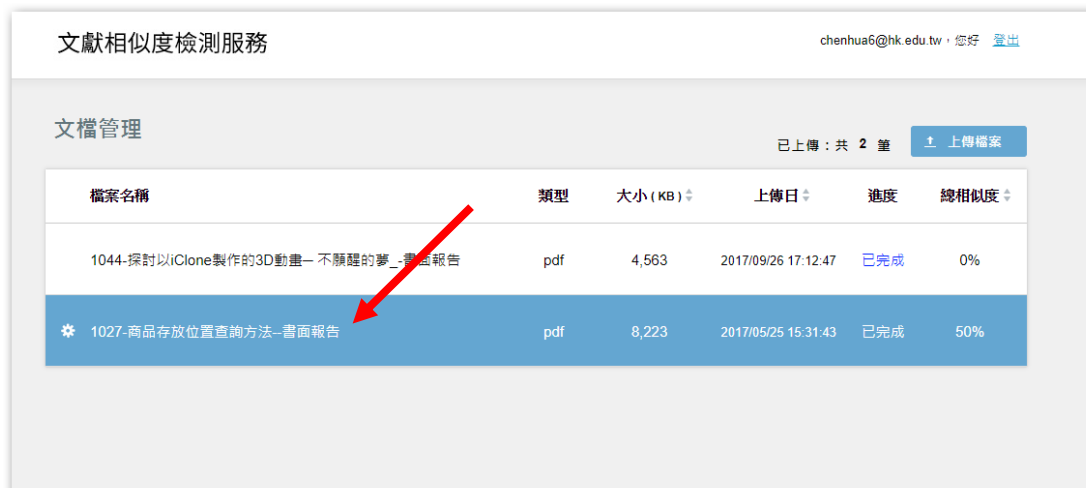 文獻相似度檢測服務
chenhua6@hk.edu.tw，您好 登出
文檔管理
已上傳：共 2 筆 上傳檔案
檔案名稱 類型 大小(KB) 上傳日 進度 總相似度
1044-探討以iClone製作的3D動畫─ 不願醒的夢_-書面報告 pdf 4,563 2017/09/26 17:12:47 已完成 0%
1027-商品存放位置查詢方法--書面報告 pdf 8,223 2017/05/25 15:31:43 已完成 50%